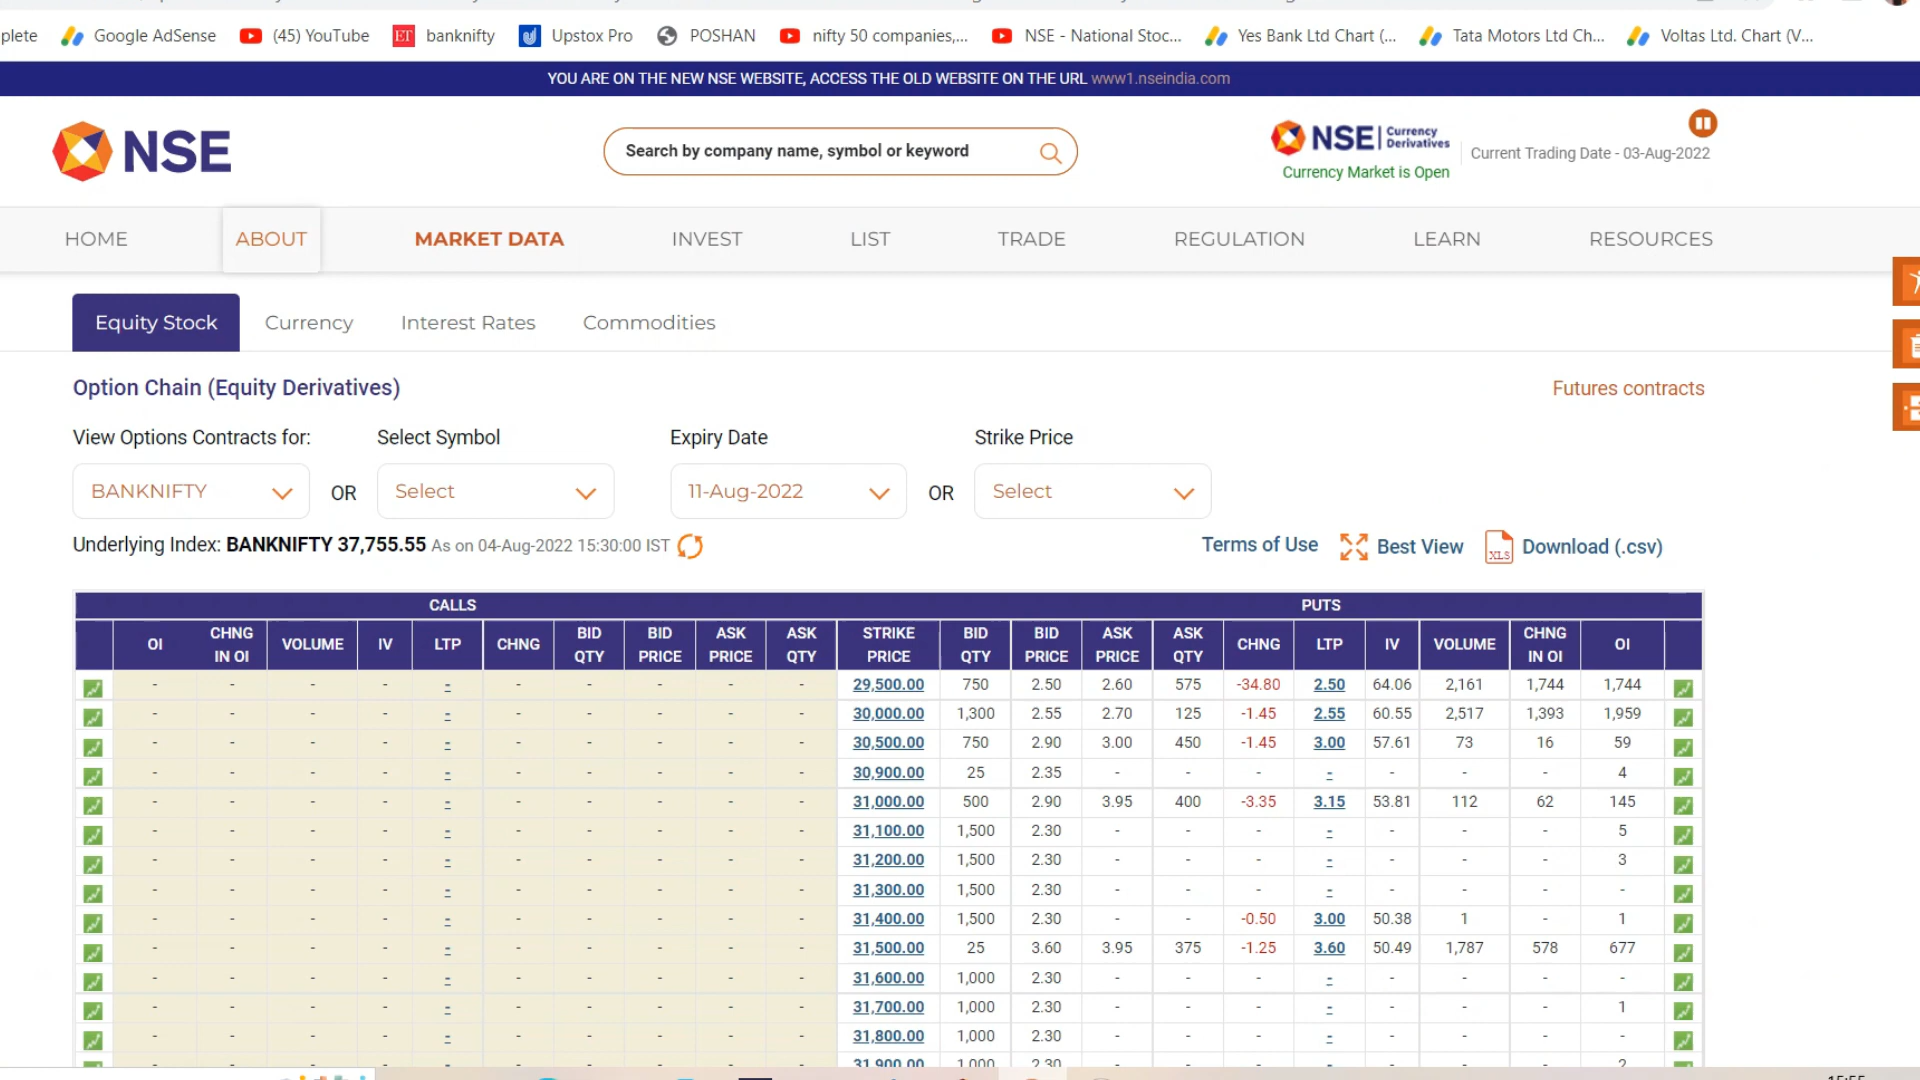 plete Google AdSense (45) YouTube ET banknifty Upstox Pro POSHAN nifty 50 companies,... NSE - National Stoc... Yes Bank Ltd Chart (... Tata Motors Ltd Ch... Voltas Ltd. Chart (V...
YOU ARE ON THE NEW NSE WEBSITE, ACCESS THE OLD WEBSITE ON THE URL www1.nseindia.com
NSE
Search by company name, symbol or keyword
NSE Currency Derivatives
Currency Market is Open
Current Trading Date - 03-Aug-2022
HOME ABOUT MARKET DATA INVEST LIST TRADE REGULATION LEARN RESOURCES
Equity Stock Currency Interest Rates Commodities
Option Chain (Equity Derivatives) Futures contracts
View Options Contracts for: Select Symbol Expiry Date Strike Price
BANKNIFTY OR Select 11-Aug-2022 OR Select
Underlying Index: BANKNIFTY 37,755.55 As on 04-Aug-2022 15:30:00 IST Terms of Use Best View XLS Download (.csv)
CALLS PUTS
OI CHNG IN OI VOLUME IV LTP CHNG BID QTY BID PRICE ASK PRICE ASK QTY STRIKE PRICE BID QTY BID PRICE ASK PRICE ASK QTY CHNG LTP IV VOLUME CHNG IN OI OI
- - - - - - - - - - 29,500.00 750 2.50 2.60 575 -34.80 2.50 64.06 2,161 1,744 1,744
- - - - - - - - - - 30,000.00 1,300 2.55 2.70 125 -1.45 2.55 60.55 2,517 1,393 1,959
- - - - - - - - - - 30,500.00 750 2.90 3.00 450 -1.45 3.00 57.61 73 16 59
- - - - - - - - - - 30,900.00 25 2.35 - - - - - - - 4
- - - - - - - - - - 31,000.00 500 2.90 3.95 400 -3.35 3.15 53.81 112 62 145
- - - - - - - - - - 31,100.00 1,500 2.30 - - - - - - - 5
- - - - - - - - - - 31,200.00 1,500 2.30 - - - - - - - 3
- - - - - - - - - - 31,300.00 1,500 2.30 - - - - - - - -
- - - - - - - - - - 31,400.00 1,500 2.30 - - -0.50 3.00 50.38 1 - 1
- - - - - - - - - - 31,500.00 25 3.60 3.95 375 -1.25 3.60 50.49 1,787 578 677
- - - - - - - - - - 31,600.00 1,000 2.30 - - - - - - - -
- - - - - - - - - - 31,700.00 1,000 2.30 - - - - - - - 1
- - - - - - - - - - 31,800.00 1,000 2.30 - - - - - - - -
31,900.00 1,000 2.30 2